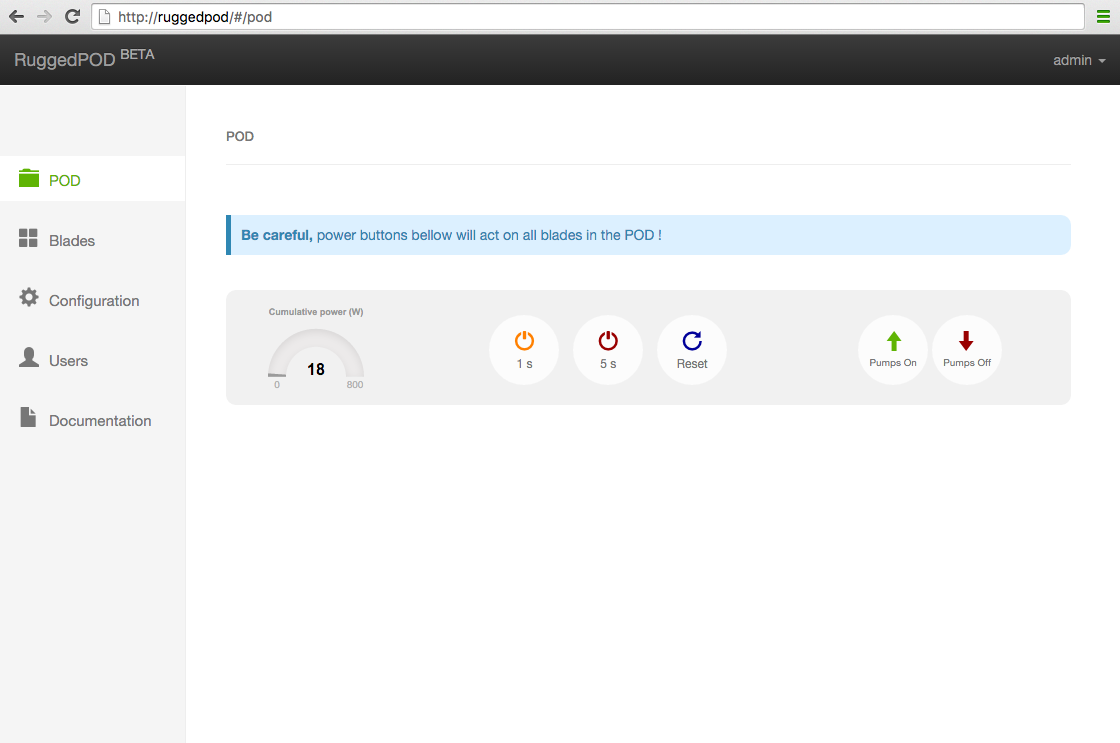 http://ruggedpod/#/pod
RuggedPOD BETA
admin
POD
POD
Blades
Configuration
Users
Documentation
Be careful, power buttons bellow will act on all blades in the POD !
Cumulative power (W)
18
0 800
1 s
5 s
Reset
Pumps On
Pumps Off